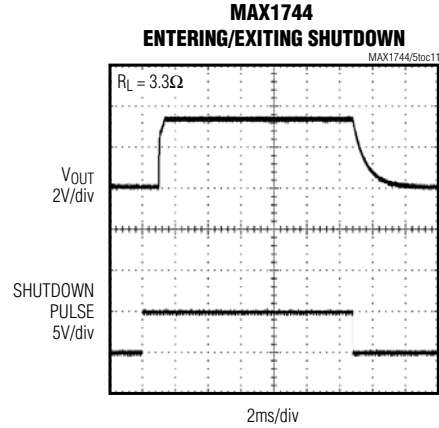 MAX1744
ENTERING/EXITING SHUTDOWN
MAX1744/5toc11
RL = 3.3Ω
VOUT
2V/div
SHUTDOWN
PULSE
5V/div
2ms/div